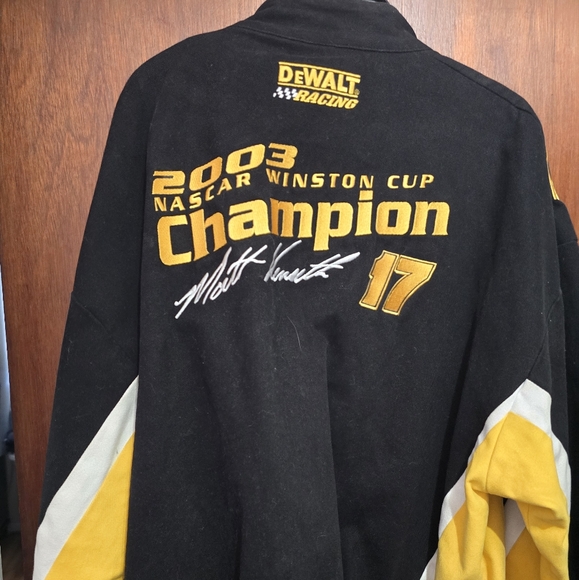 DEWALT
RACING
2003
NASCAR WINSTON CUP
Champion
Matt Kenseth 17